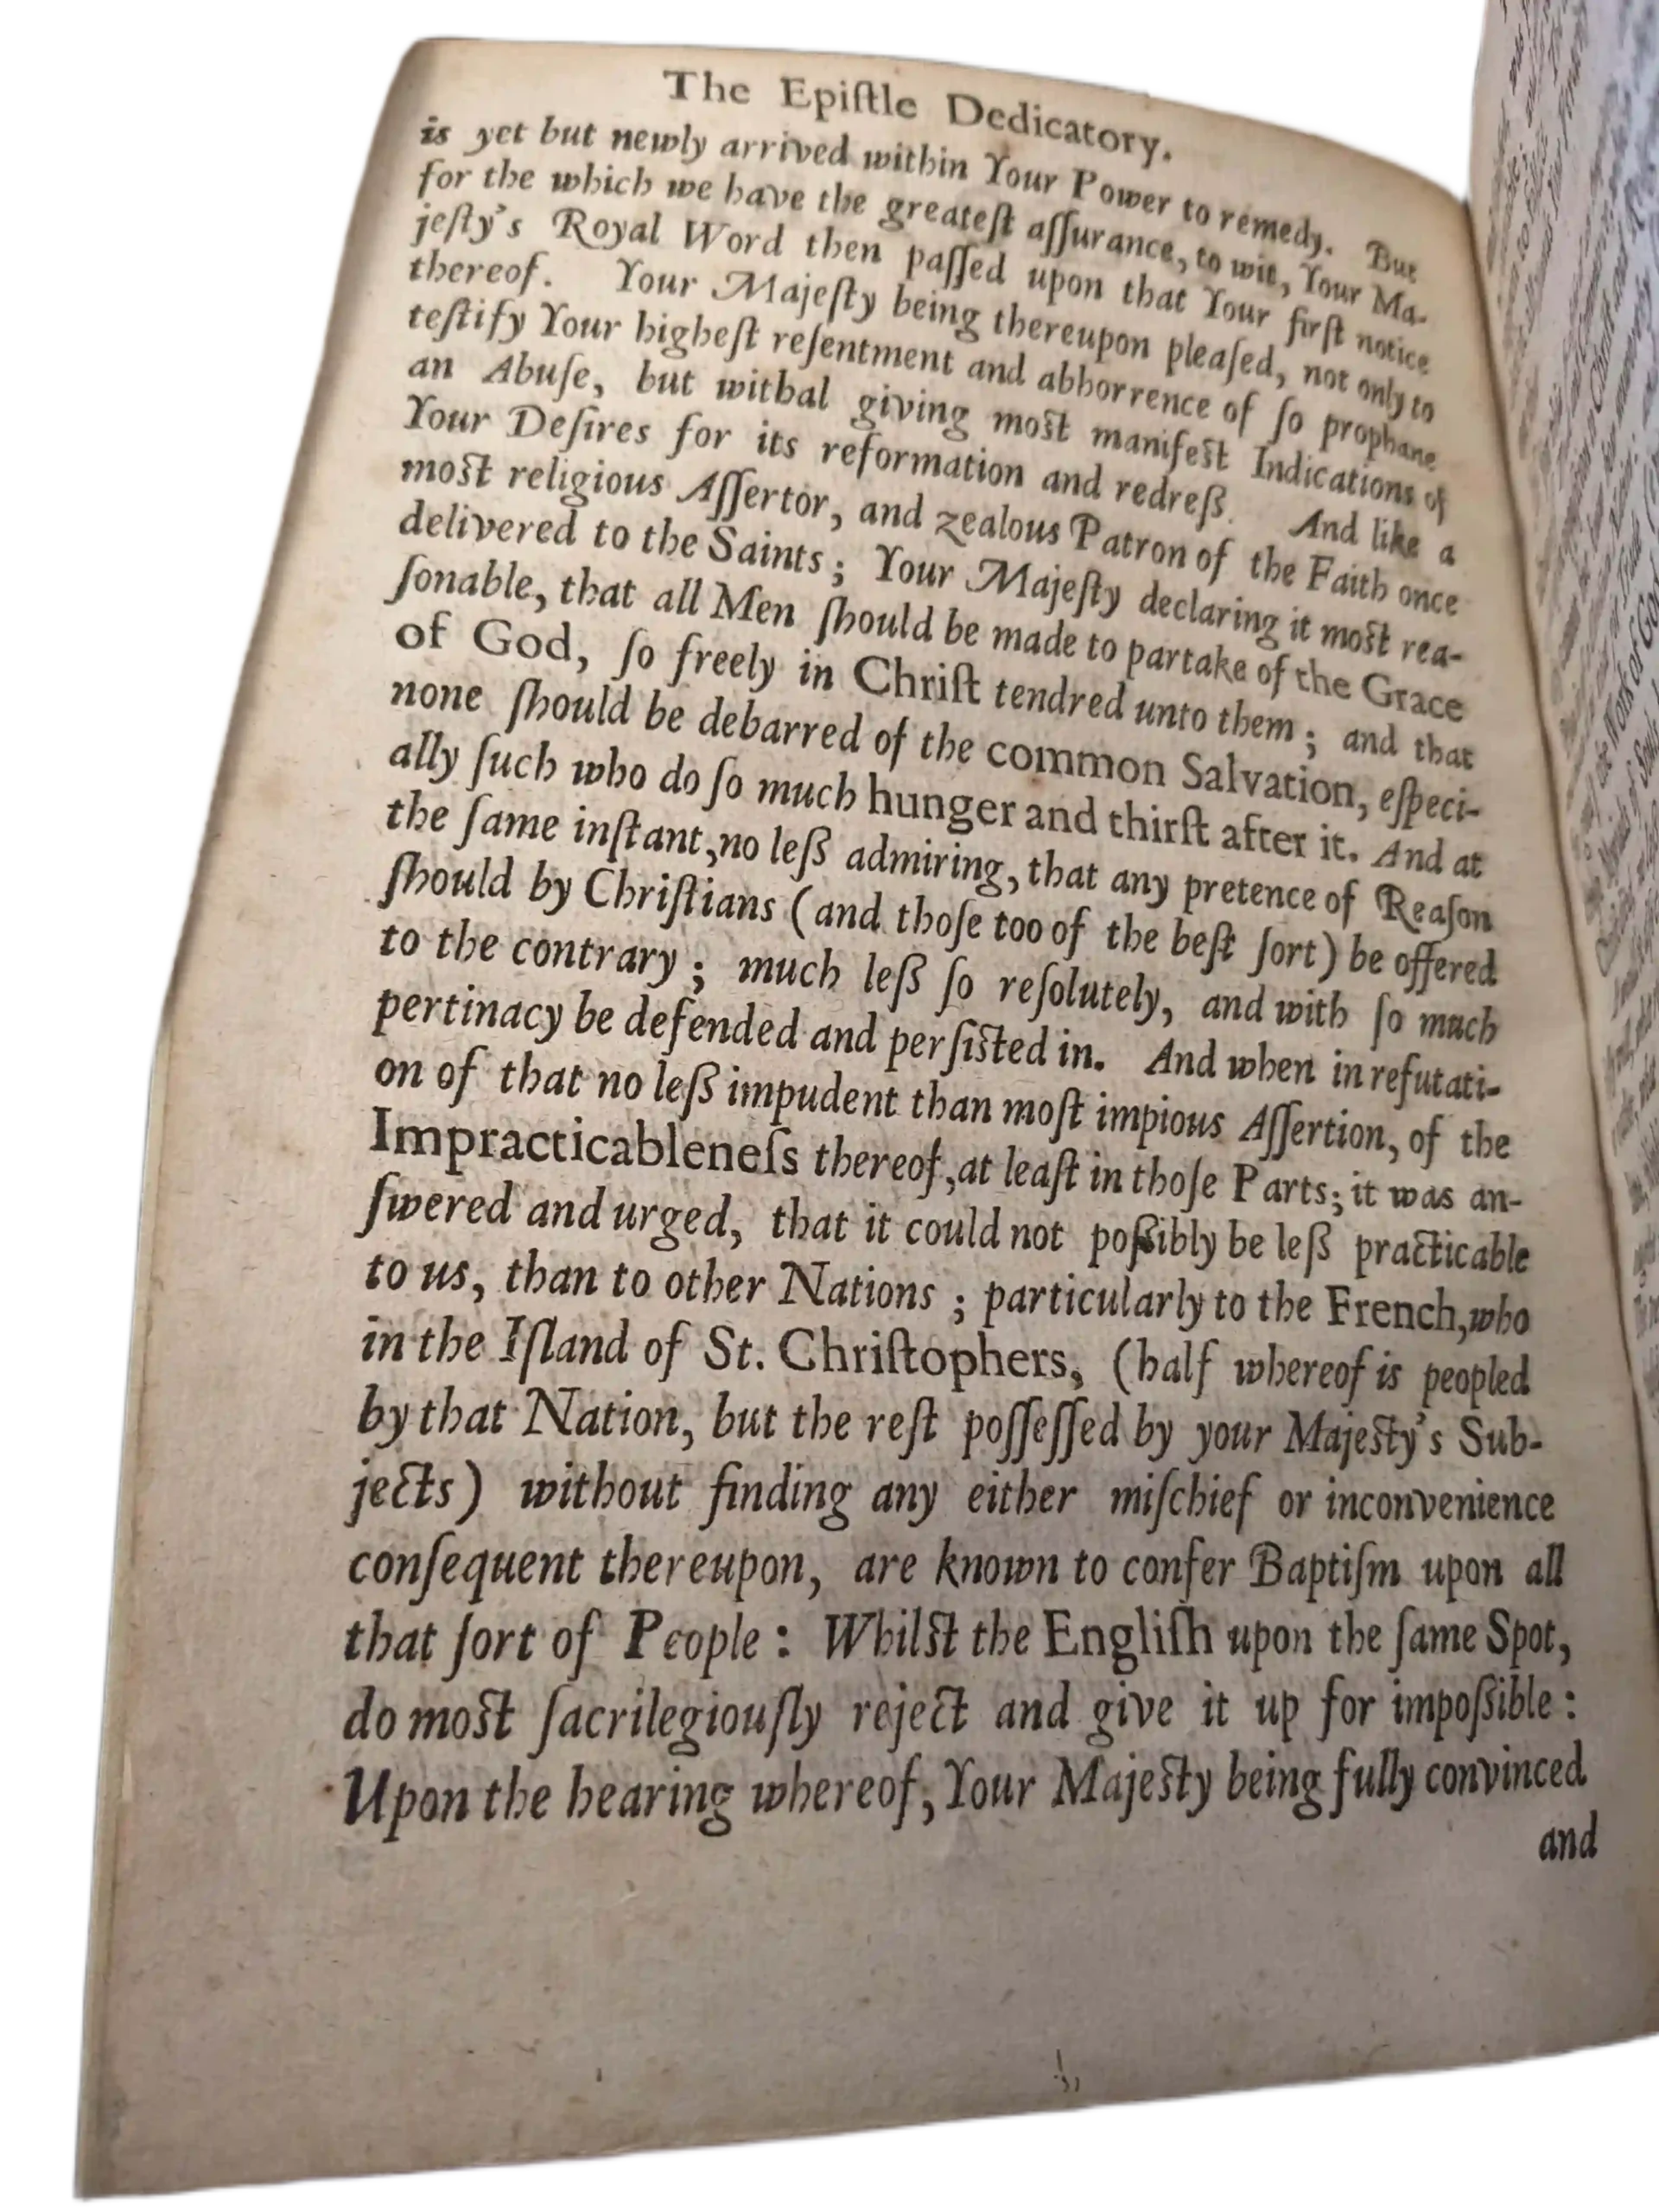 The Epiſtle Dedicatory.
is yet but newly arrived within Your Power to remedy. But
for the which we have the greateſt aſſurance, to wit, Your Ma-
jeſty's Royal Word then paſſed upon that Your firſt notice
thereof. Your Majeſty being thereupon pleaſed, not only to
teſtify Your higheſt reſentment and abhorrence of ſo prophane
an Abuſe, but withal giving moſt manifeſt Indications of
Your Deſires for its reformation and redreſs. And like a
moſt religious Aſſertor, and zealous Patron of the Faith once
delivered to the Saints; Your Majeſty declaring it moſt rea-
ſonable, that all Men ſhould be made to partake of the Grace
of God, ſo freely in Chriſt tendred unto them; and that
none ſhould be debarred of the common Salvation, eſpeci-
ally ſuch who do ſo much hunger and thirſt after it. And at
the ſame inſtant, no leſs admiring, that any pretence of Reaſon
ſhould by Chriſtians (and thoſe too of the beſt ſort) be offered
to the contrary; much leſs ſo reſolutely, and with ſo much
pertinacy be defended and perſiſted in. And when in refutati-
on of that no leſs impudent than moſt impious Aſſertion, of the
Impracticableneſs thereof, at leaſt in thoſe Parts; it was an-
ſwered and urged, that it could not poſſibly be leſs practicable
to us, than to other Nations; particularly to the French, who
in the Iſland of St. Chriſtophers, (half whereof is peopled
by that Nation, but the reſt poſſeſſed by your Majeſty's Sub-
jects) without finding any either miſchief or inconvenience
conſequent thereupon, are known to confer Baptiſm upon all
that ſort of People: Whilſt the Engliſh upon the ſame Spot,
do moſt ſacrilegiouſly reject and give it up for impoſſible:
Upon the hearing whereof, Your Majeſty being fully convinced
and